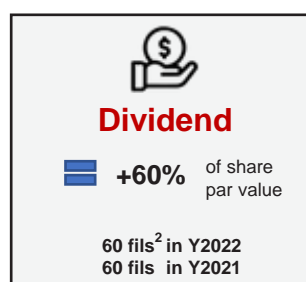 $
Dividend
+60% of share
par value
60 fils² in Y2022
60 fils in Y2021